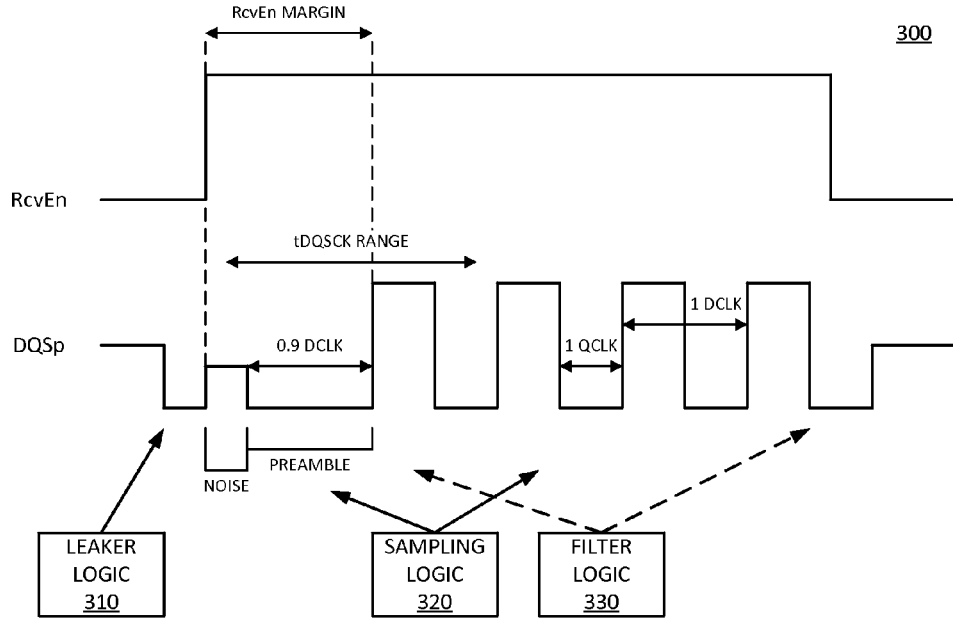 RcvEn MARGIN
300
RcvEn
tDQSCK RANGE
DQSp
0.9 DCLK
1 QCLK
1 DCLK
NOISE
PREAMBLE
LEAKER
LOGIC
310
SAMPLING
LOGIC
320
FILTER
LOGIC
330